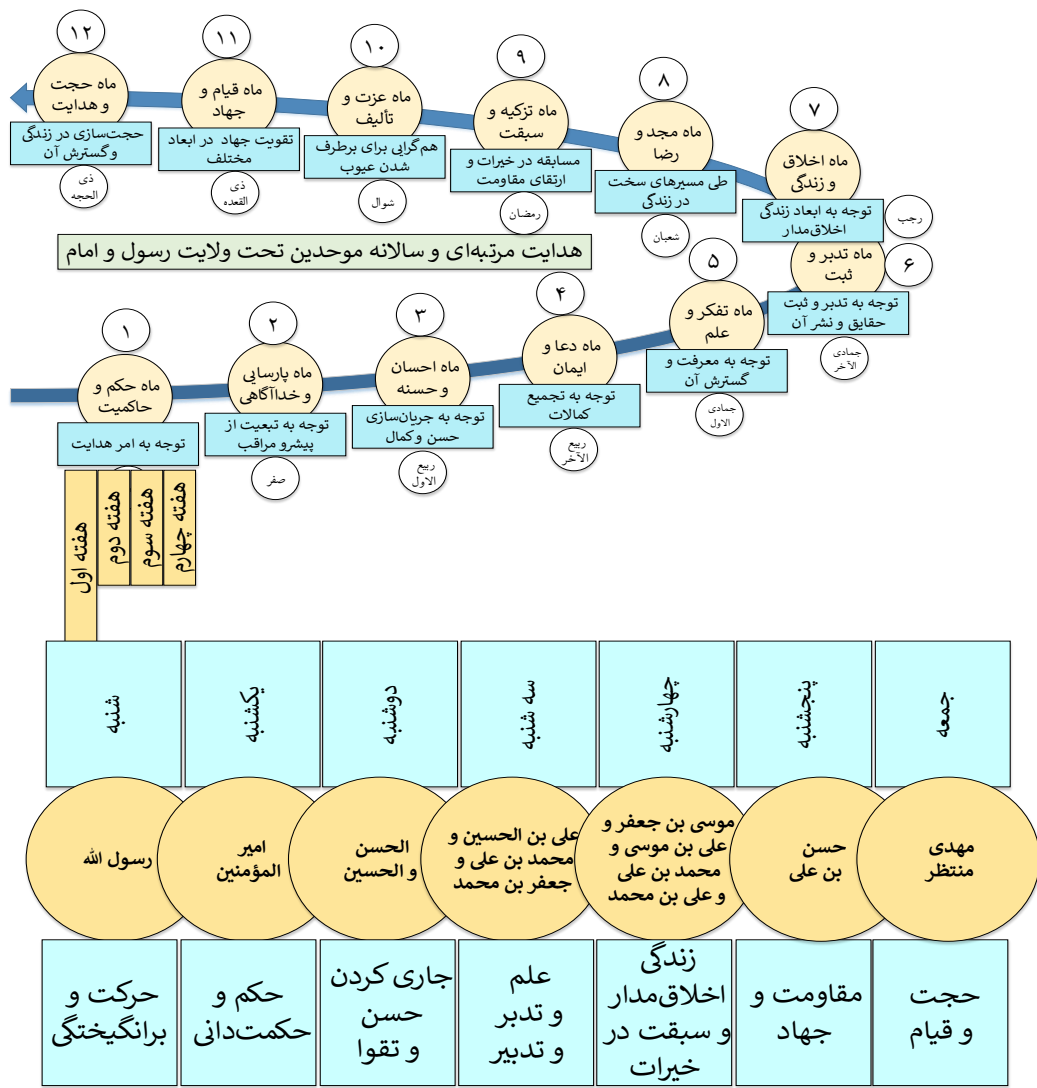 ۱۲
ماه حجت
و هدایت
حجت‌سازی در زندگی
و گسترش آن
ذی
الحجه
۱۱
ماه قیام و
جهاد
تقویت جهاد در ابعاد
مختلف
ذی
القعده
۱۰
ماه عزت و
تألیف
هم‌گرایی برای برطرف
شدن عیوب
شوال
۹
ماه تزکیه و
سبقت
مسابقه در خیرات و
ارتقای مقاومت
رمضان
۸
ماه مجد و
رضا
طی مسیرهای سخت
در زندگی
شعبان
۷
ماه اخلاق
و زندگی
توجه به ابعاد زندگی
اخلاق‌مدار
رجب
هدایت مرتبه‌ای و سالانه موحدین تحت ولایت رسول و امام
۱
ماه حکم و
حاکمیت
توجه به امر هدایت
۲
ماه پارسایی
و خداآگاهی
توجه به تبعیت از
پیشرو مراقب
صفر
۳
ماه احسان
و حسنه
توجه به جریان‌سازی
حسن وکمال
ربیع
الاول
۴
ماه دعا و
ایمان
توجه به تجمیع
کمالات
ربیع
الآخر
۵
ماه تفکر و
علم
توجه به معرفت و
گسترش آن
جمادی
الاول
۶
ماه تدبر و
ثبت
توجه به تدبر و ثبت
حقایق و نشر آن
جمادی
الآخر
هفته اول
هفته دوم
هفته سوم
هفته چهارم
شنبه
یکشنبه
دوشنبه
سه شنبه
چهارشنبه
پنجشنبه
جمعه
رسول الله
امیر
المؤمنین
الحسن
و الحسین
علی بن الحسین و
محمد بن علی و
جعفر بن محمد
موسی بن جعفر و
علی بن موسی و
محمد بن علی
و علی بن محمد
حسن
بن علی
مهدی
منتظر
حرکت و
برانگیختگی
حکم و
حکمت‌دانی
جاری کردن
حسن
و تقوا
علم
و تدبر
و تدبیر
زندگی
اخلاق‌مدار
و سبقت در
خیرات
مقاومت و
جهاد
حجت
و قیام